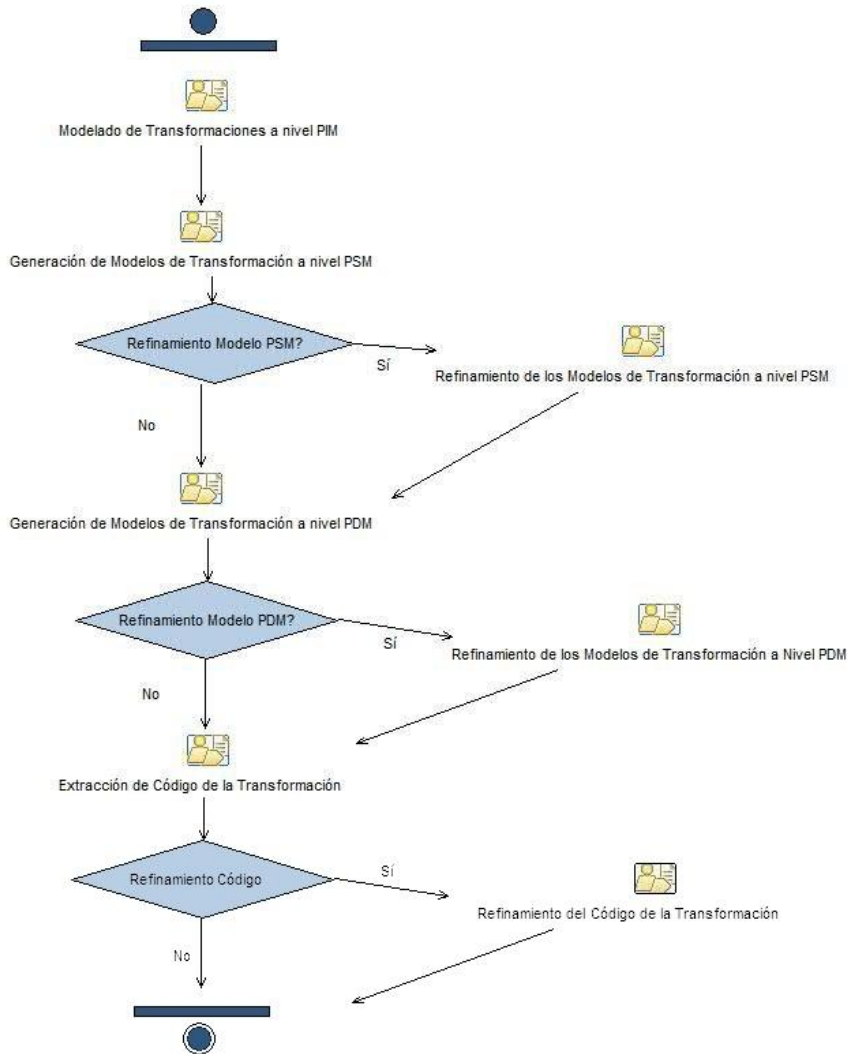 Modelado de Transformaciones a nivel PIM
Generación de Modelos de Transformación a nivel PSM
Refinamiento Modelo PSM?
Sí
Refinamiento de los Modelos de Transformación a nivel PSM
No
Generación de Modelos de Transformación a nivel PDM
Refinamiento Modelo PDM?
Sí
Refinamiento de los Modelos de Transformación a Nivel PDM
No
Extracción de Código de la Transformación
Refinamiento Código
Sí
Refinamiento del Código de la Transformación
No